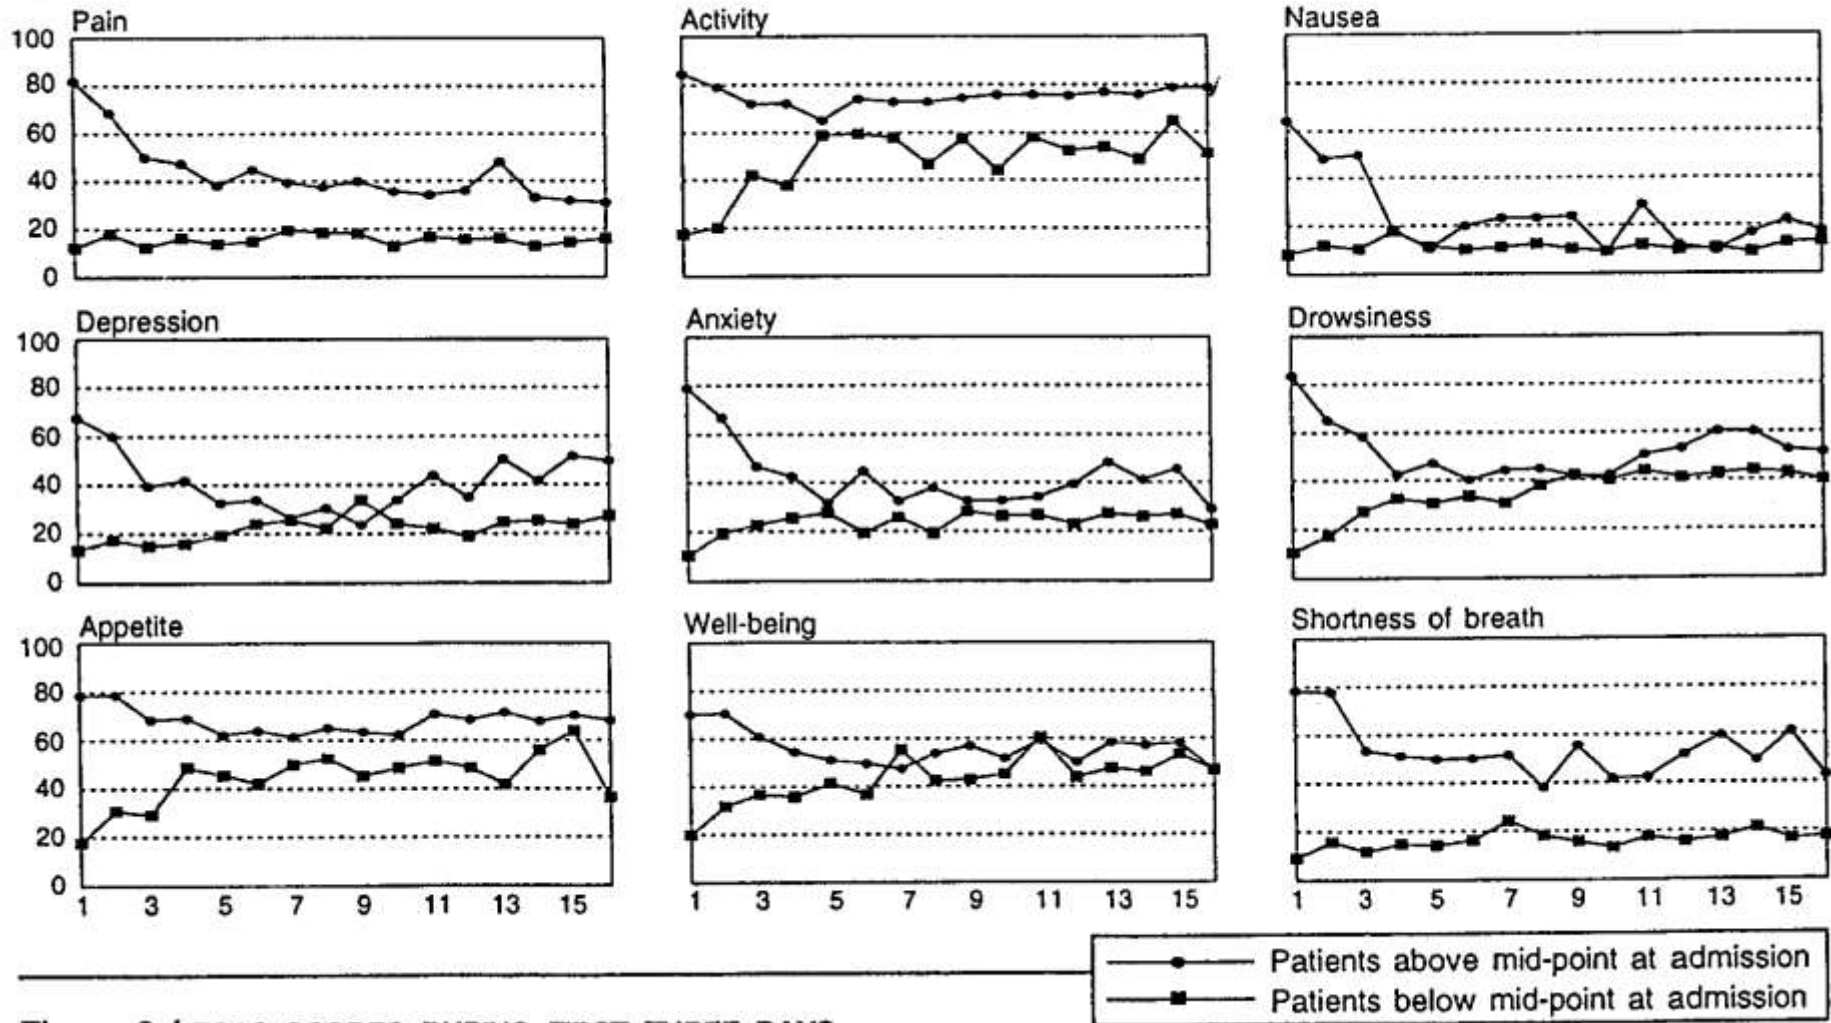 Pain
Activity
Nausea
100
80
60
40
20
0
Depression
Anxiety
Drowsiness
100
80
60
40
20
0
Appetite
Well-being
Shortness of breath
100
80
60
40
20
0
1 3 5 7 9 11 13 15
1 3 5 7 9 11 13 15
1 3 5 7 9 11 13 15
Patients above mid-point at admission
Patients below mid-point at admission